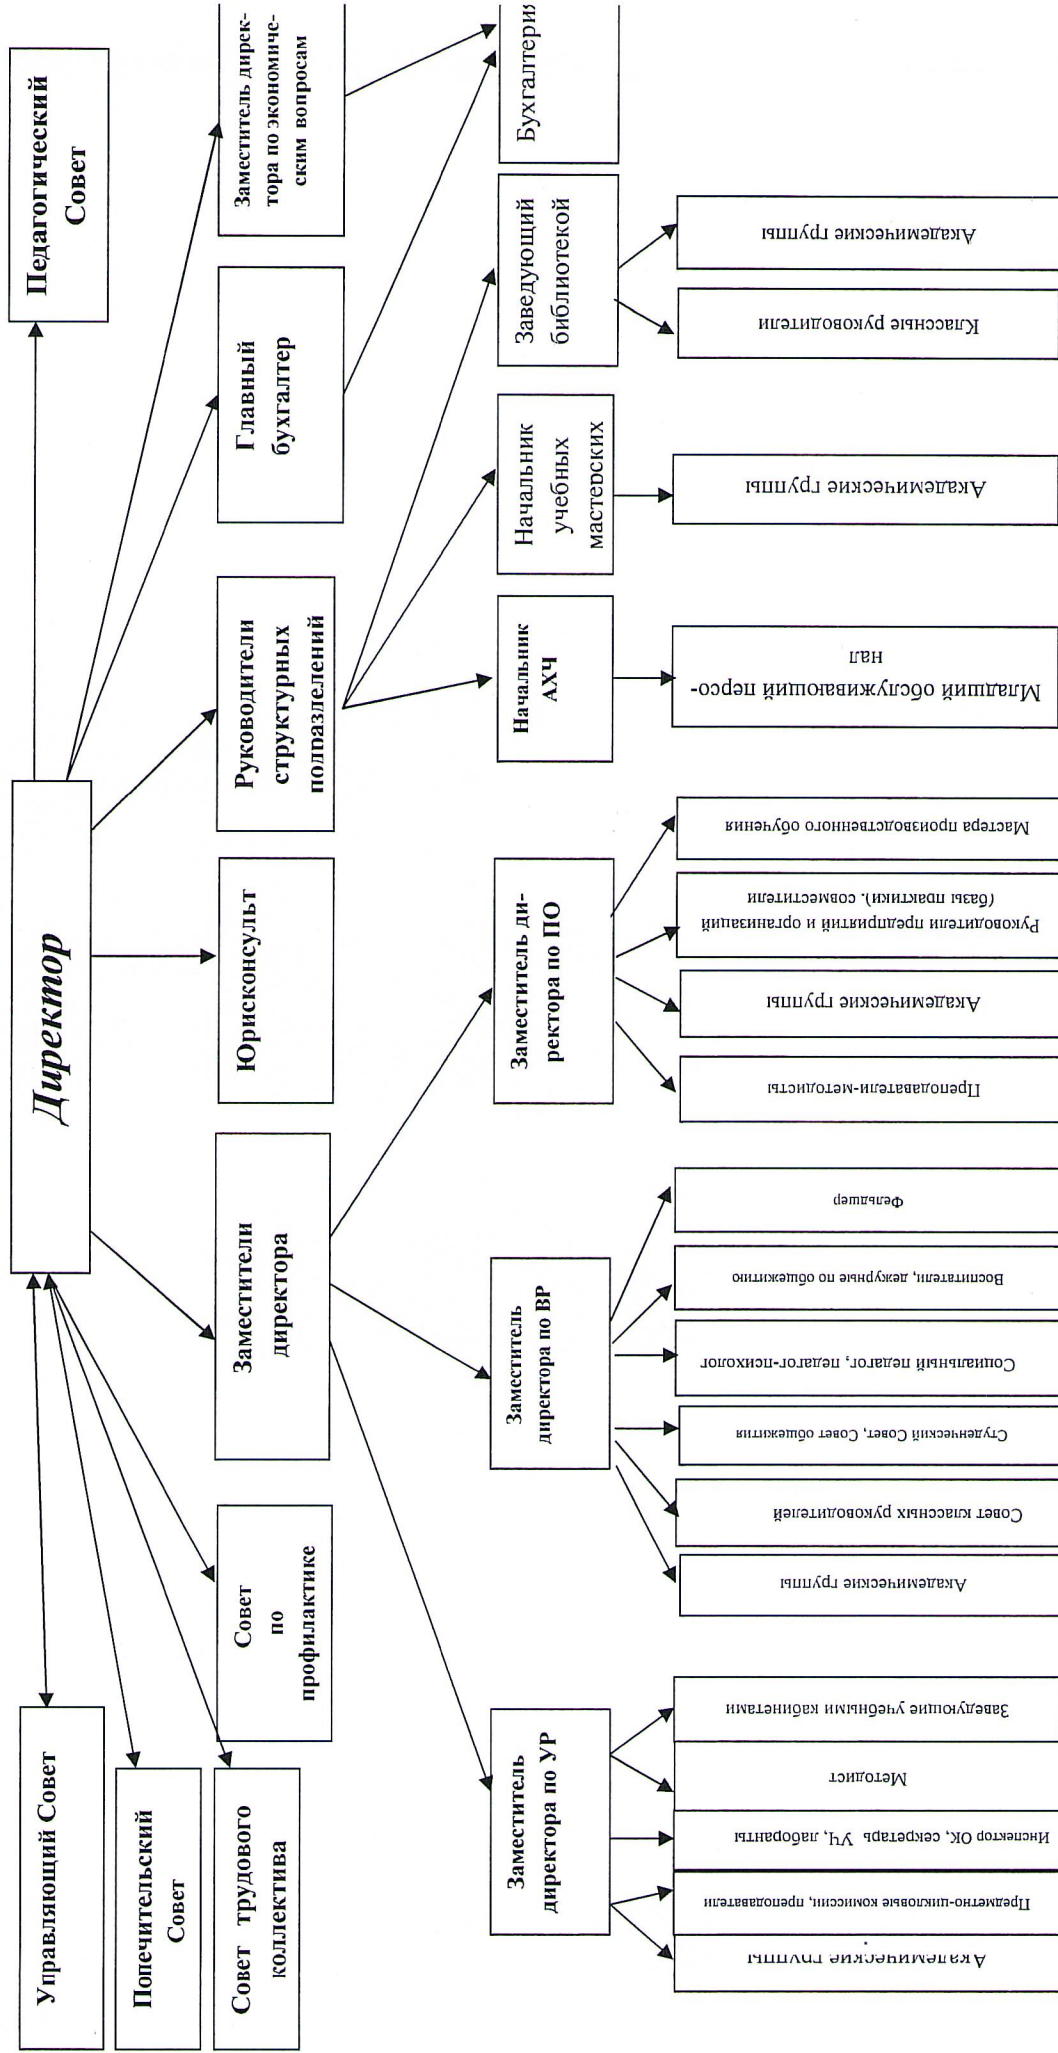 Директор
Педагогический
Совет
Управляющий Совет
Попечительский
Совет
Совет трудового
коллектива
Совет
по
профилактике
Заместители
директора
Юрисконсульт
Руководители
структурных
подразделений
Главный
бухгалтер
Заместитель дирек-
тора по экономиче-
ским вопросам
Заместитель
директора по УР
Заместитель
директора по ВР
Заместитель ди-
ректора по ПО
Начальник
АХЧ
Начальник
учебных
мастерских
Заведующий
библиотекой
Бухгалтерия
Академические группы
Предметно-цикловые комиссии, преподаватели
Инспектор ОК, секретарь УЧ, лаборанты
Методист
Заведующие учебными кабинетами
Академические группы
Совет классных руководителей
Студенческий Совет, Совет общежития
Социальный педагог, педагог-психолог
Воспитатели, дежурные по общежитию
Фельдшер
Преподаватели-методисты
Академические группы
Руководители предприятий и организаций
(базы практики). совместители
Мастера производственного обучения
Младший обслуживающий персо-
нал
Академические группы
Классные руководители
Академические группы